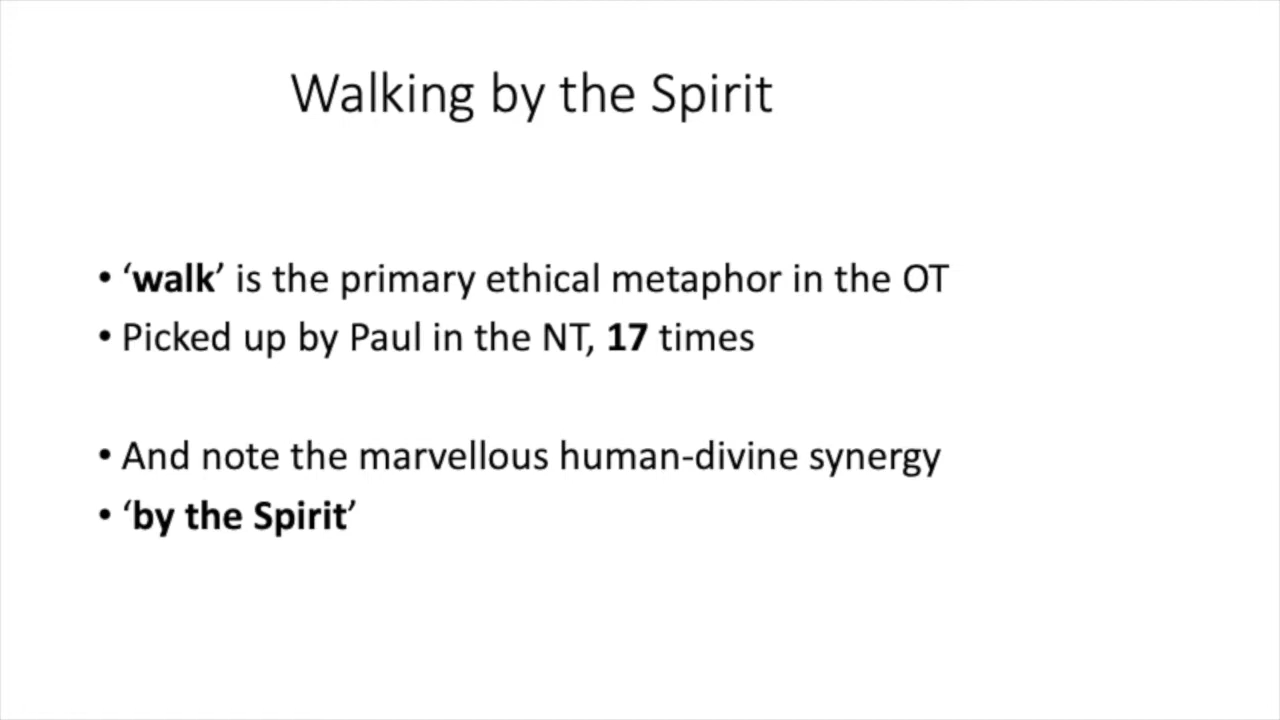 Walking by the Spirit
• ‘walk’ is the primary ethical metaphor in the OT
• Picked up by Paul in the NT, 17 times
• And note the marvellous human-divine synergy
• ‘by the Spirit’